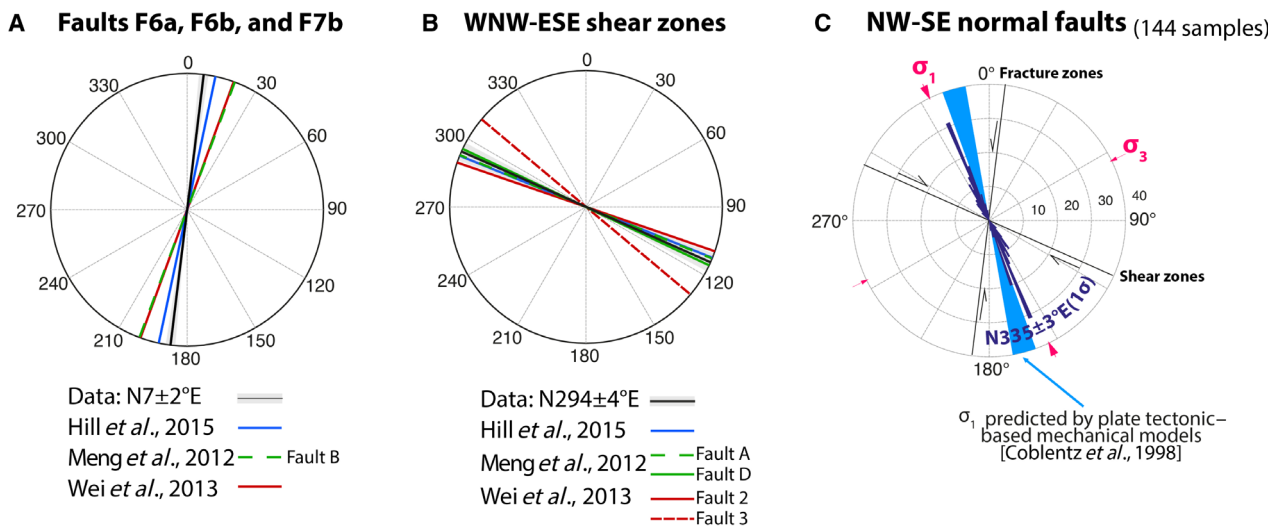 A Faults F6a, F6b, and F7b
0
30
60
90
120
150
180
210
240
270
300
330
Data: N7±2°E
Hill et al., 2015
Meng et al., 2012 Fault B
Wei et al., 2013
B WNW-ESE shear zones
0
30
60
90
120
150
180
210
240
270
300
330
Data: N294±4°E
Hill et al., 2015
Meng et al., 2012 Fault A
Fault D
Wei et al., 2013 Fault 2
Fault 3
C NW-SE normal faults (144 samples)
σ1
0° Fracture zones
σ3
10 20 30 40
270°
90°
Shear zones
N335±3°E(1σ)
180°
σ1 predicted by plate tectonic–
based mechanical models
[Coblentz et al., 1998]